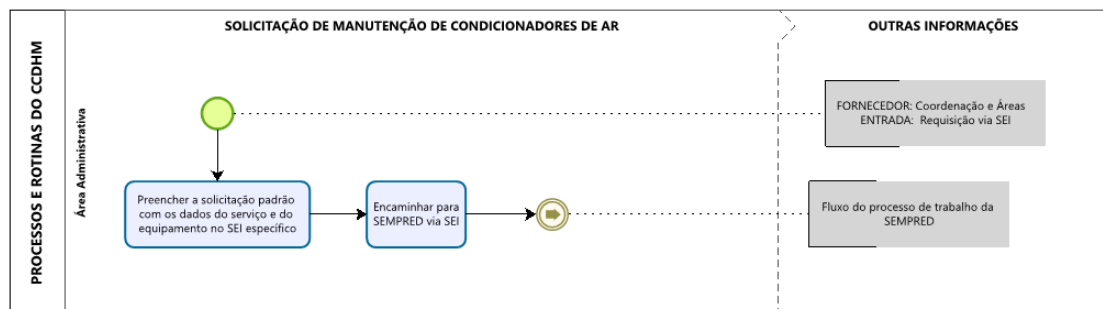 PROCESSOS E ROTINAS DO CCDHM
SOLICITAÇÃO DE MANUTENÇÃO DE CONDICIONADORES DE AR
OUTRAS INFORMAÇÕES
Área Administrativa
FORNECEDOR: Coordenação e Áreas
ENTRADA: Requisição via SEI
Preencher a solicitação padrão
com os dados do serviço e do
equipamento no SEI específico
Encaminhar para
SEMPRED via SEI
Fluxo do processo de trabalho da
SEMPRED